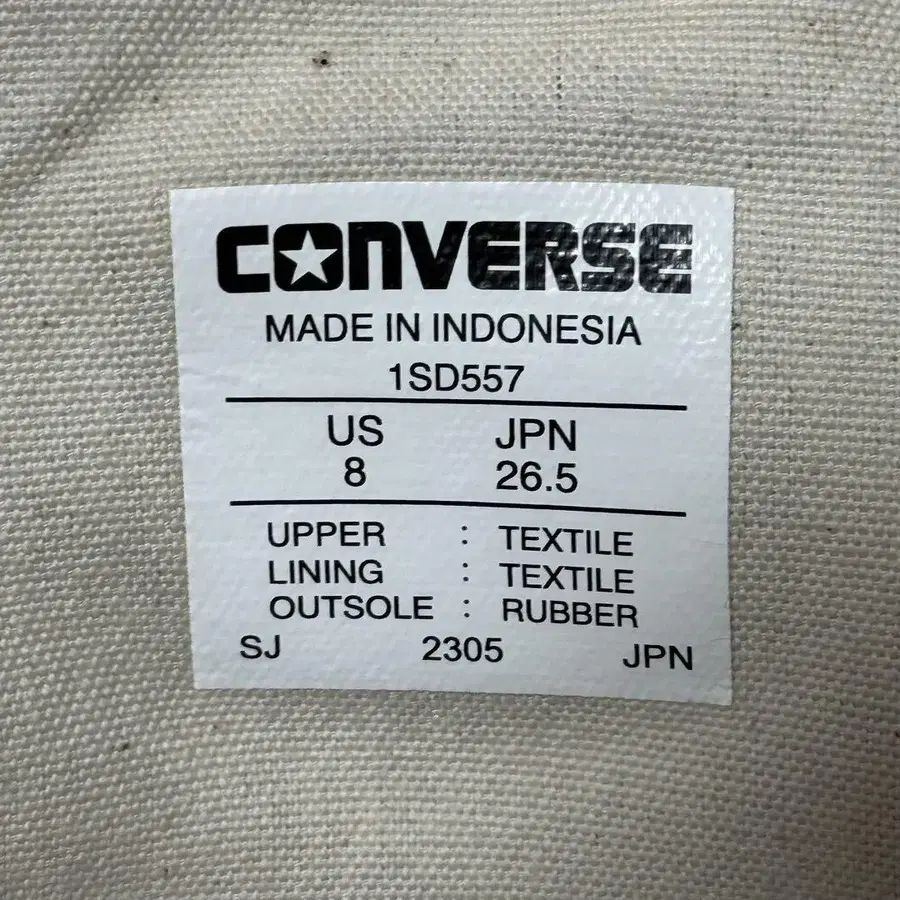 CONVERSE
MADE IN INDONESIA
1SD557
US JPN
8 26.5
UPPER : TEXTILE
LINING : TEXTILE
OUTSOLE : RUBBER
SJ 2305 JPN